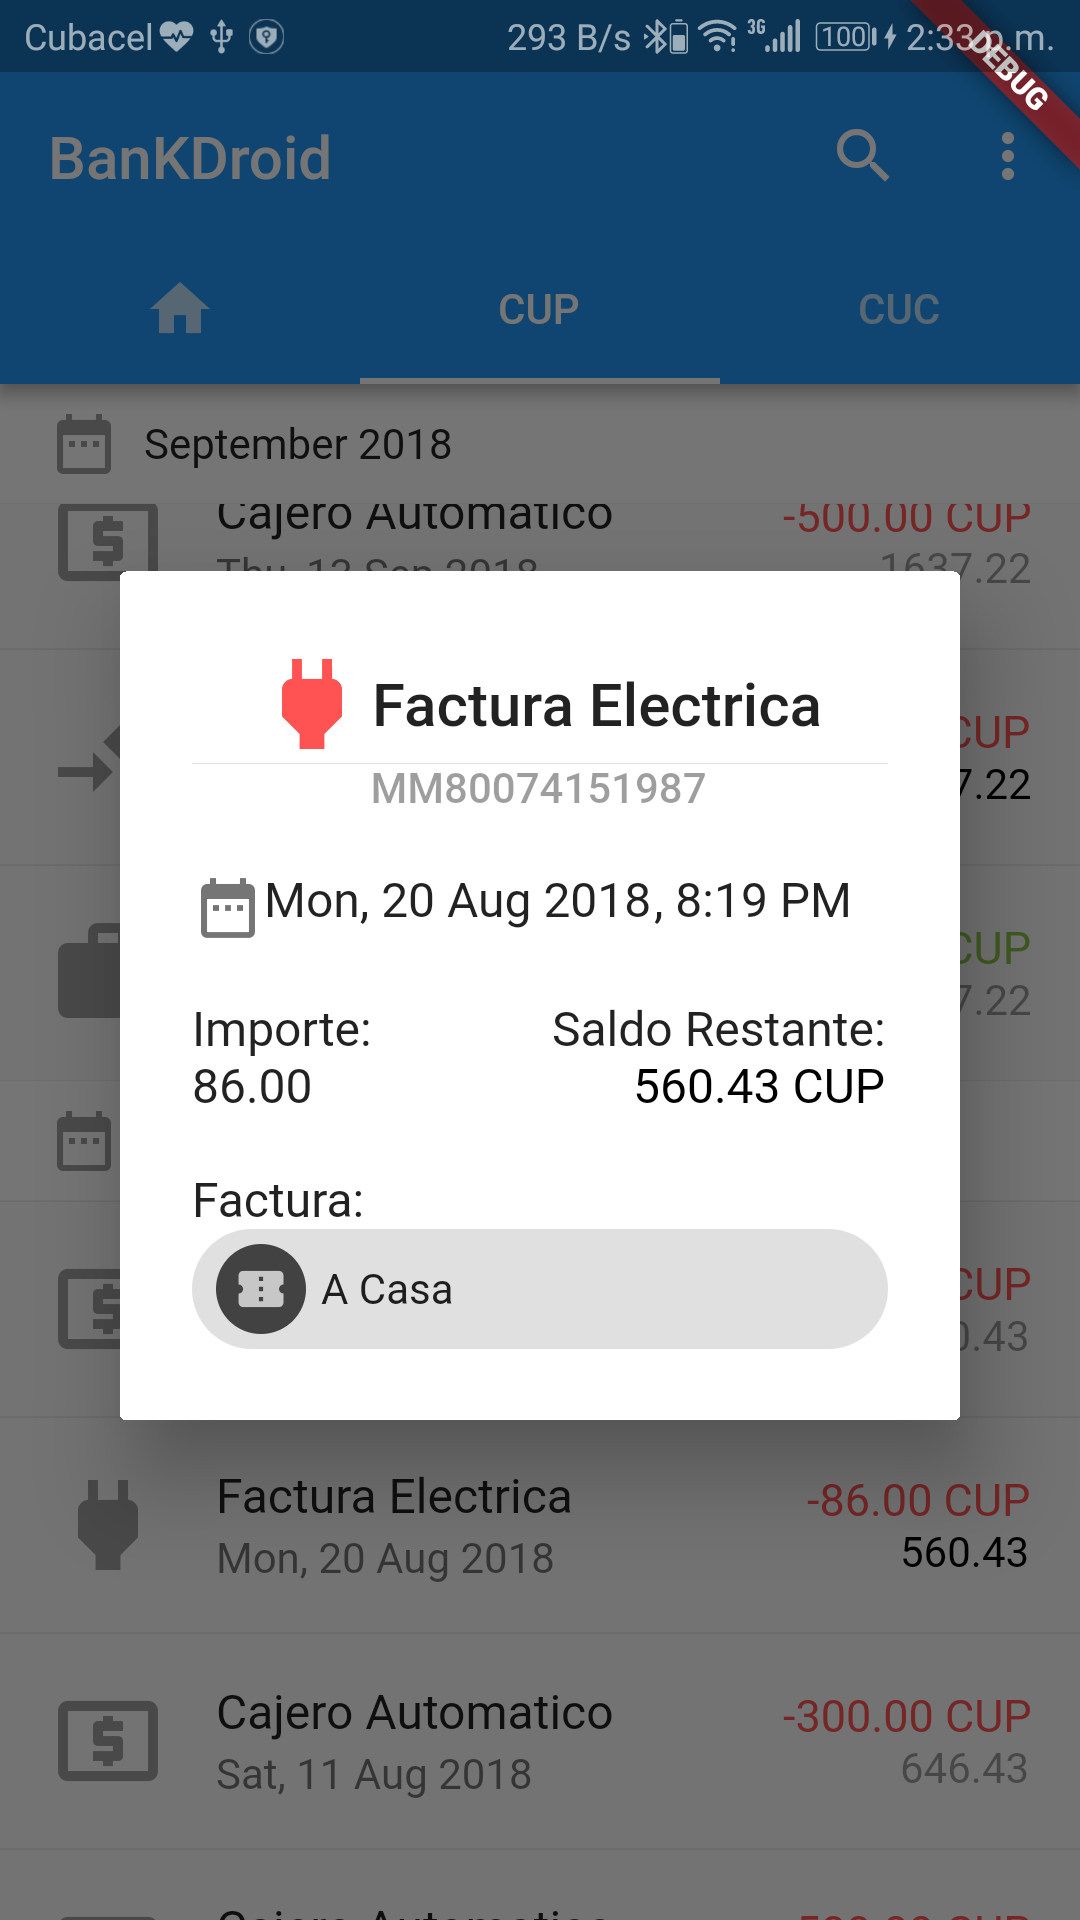 Cubacel 293 B/s 3G 100 2:33 p.m.
DEBUG
BanKDroid
CUP CUC
September 2018
Cajero Automatico -500.00 CUP
Thu, 13 Sep 2018 1637.22
Factura Electrica
CUP
MM80074151987
7.22
Mon, 20 Aug 2018, 8:19 PM
CUP
7.22
Importe: Saldo Restante:
86.00 560.43 CUP
Factura:
A Casa
CUP
0.43
Factura Electrica -86.00 CUP
Mon, 20 Aug 2018 560.43
Cajero Automatico -300.00 CUP
Sat, 11 Aug 2018 646.43
Cajero Automatico